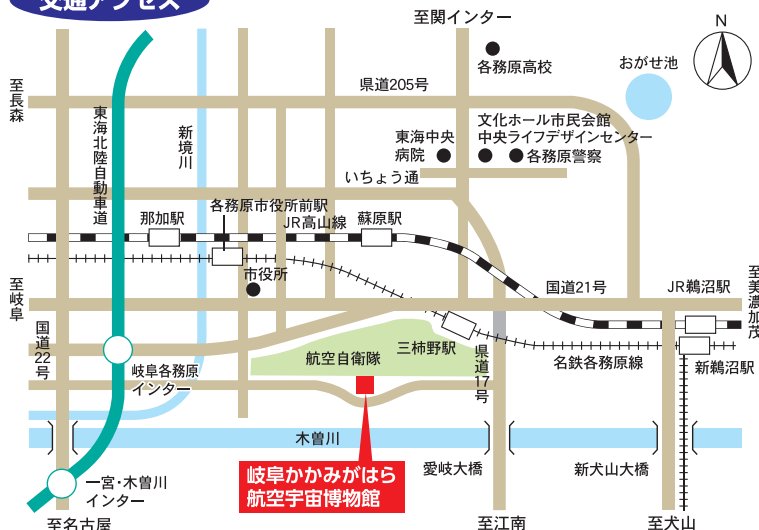 交通アクセス
至関インター
N
各務原高校
おがせ池
至長森
県道205号
東海北陸自動車道
新境川
文化ホール市民会館
中央ライフデザインセンター
東海中央
病院
各務原警察
いちょう通
各務原市役所前駅
那加駅
JR高山線
蘇原駅
市役所
至岐阜
国道21号
JR鵜沼駅
至美濃加茂
国道22号
岐阜各務原
インター
航空自衛隊
三柿野駅
県道17号
名鉄各務原線
新鵜沼駅
木曽川
愛岐大橋
新犬山大橋
岐阜かかみがはら
航空宇宙博物館
一宮・木曽川
インター
至名古屋
至江南
至犬山